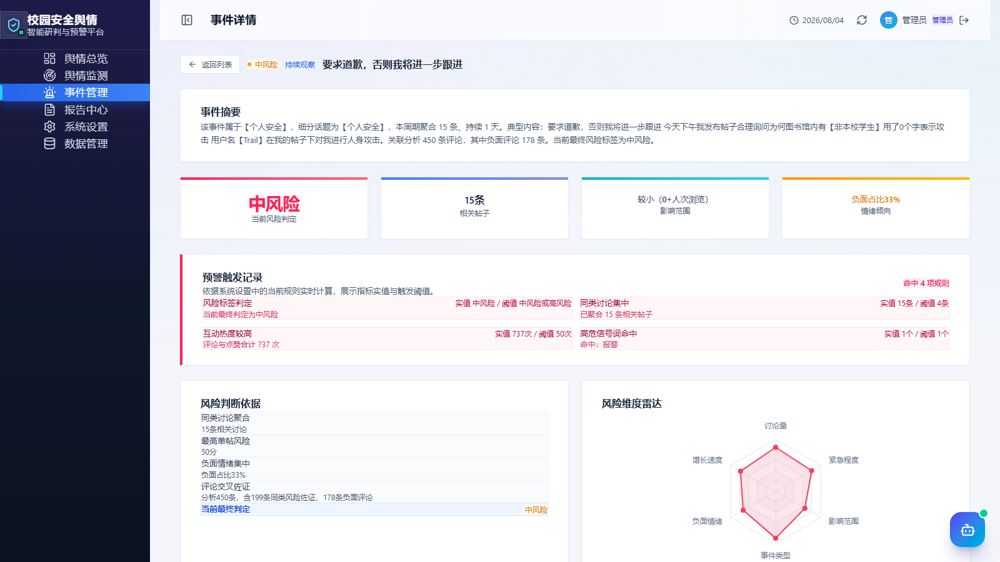 校园安全舆情
智能研判与预警平台
舆情总览
舆情监测
事件管理
报告中心
系统设置
数据管理
事件详情
2026/08/04
管
管理员
管理员
返回列表
中风险
持续观察
要求道歉，否则我将进一步跟进
事件摘要
该事件属于【个人安全】，细分话题为【个人安全】，本周期聚合 15 条、持续 1 天。典型内容：要求道歉，否则我将进一步跟进 今天下午我发布帖子合理询问为何图书馆内有【非本校学生】用了0个字表示攻
击 用户名【Trail】在我的帖子下对我进行人身攻击。关联分析 450 条评论，其中负面评论 178 条。当前最终风险标签为中风险。
中风险
当前风险判定
15条
相关帖子
较小（0+人次浏览）
影响范围
负面占比33%
情绪倾向
预警触发记录
依据系统设置中的当前规则实时计算，展示指标实值与触发阈值。
命中 4 项规则
风险标签判定
实值 中风险 / 阈值 中风险或高风险
当前最终判定为中风险
同类讨论集中
实值 15条 / 阈值 4条
已聚合 15 条相关帖子
互动热度较高
实值 737次 / 阈值 50次
评论与点赞合计 737 次
高危信号词命中
实值 1个 / 阈值 1个
命中：报警
风险判断依据
同类讨论聚合
15条相关讨论
最高单帖风险
50分
负面情绪集中
负面占比33%
评论交叉佐证
分析450条，含199条同类风险佐证、178条负面评论
当前最终判定
中风险
风险维度雷达
讨论量
增长速度
紧急程度
负面情绪
影响范围
事件类型